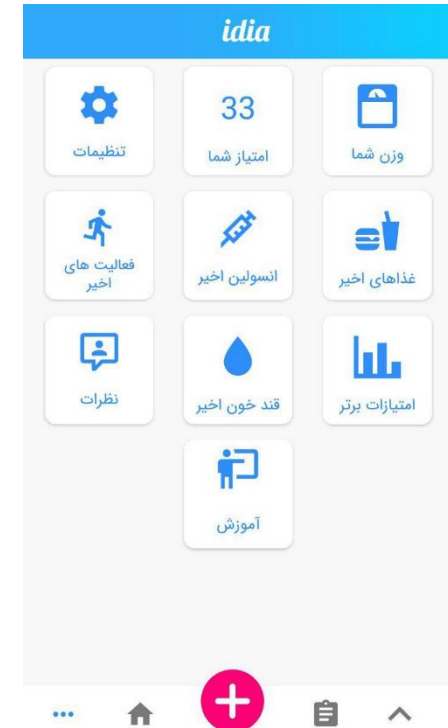 idia
وزن شما
33
امتیاز شما
تنظیمات
غذاهای اخیر
انسولین اخیر
فعالیت های
اخیر
امتیازات برتر
قند خون اخیر
نظرات
آموزش